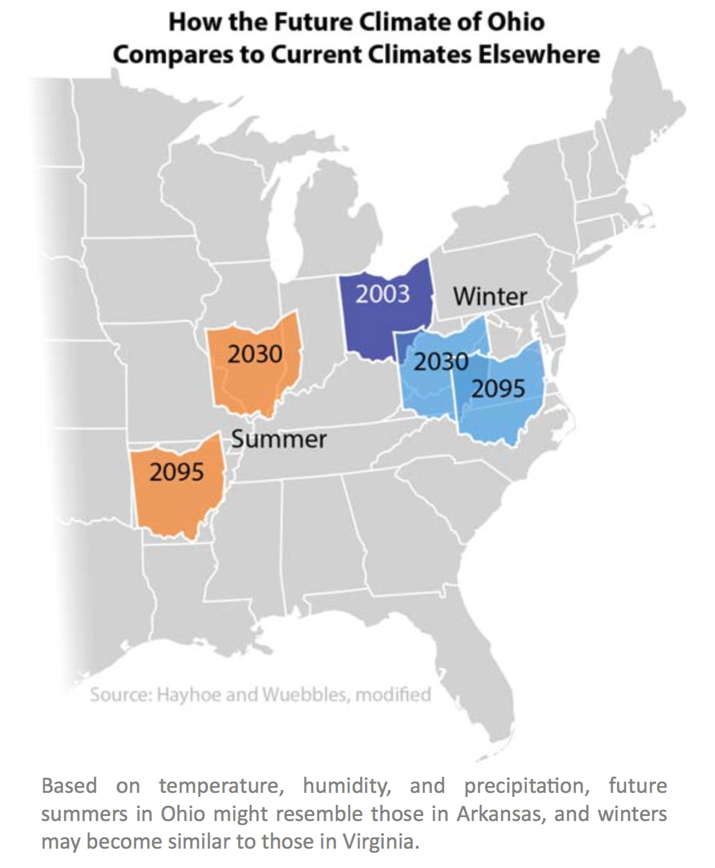 How the Future Climate of Ohio
Compares to Current Climates Elsewhere
2003
Winter
2030
2030
2095
Summer
2095
Source: Hayhoe and Wuebbles, modified
Based on temperature, humidity, and precipitation, future
summers in Ohio might resemble those in Arkansas, and winters
may become similar to those in Virginia.